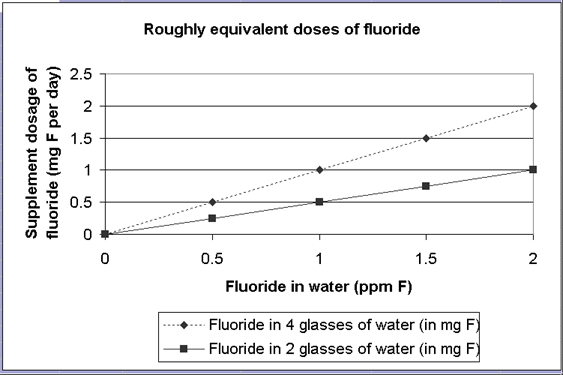 Roughly equivalent doses of fluoride
Supplement dosage of
fluoride (mg F per day)
2.5
2
1.5
1
0.5
0
0 0.5 1 1.5 2
Fluoride in water (ppm F)
Fluoride in 4 glasses of water (in mg F)
Fluoride in 2 glasses of water (in mg F)